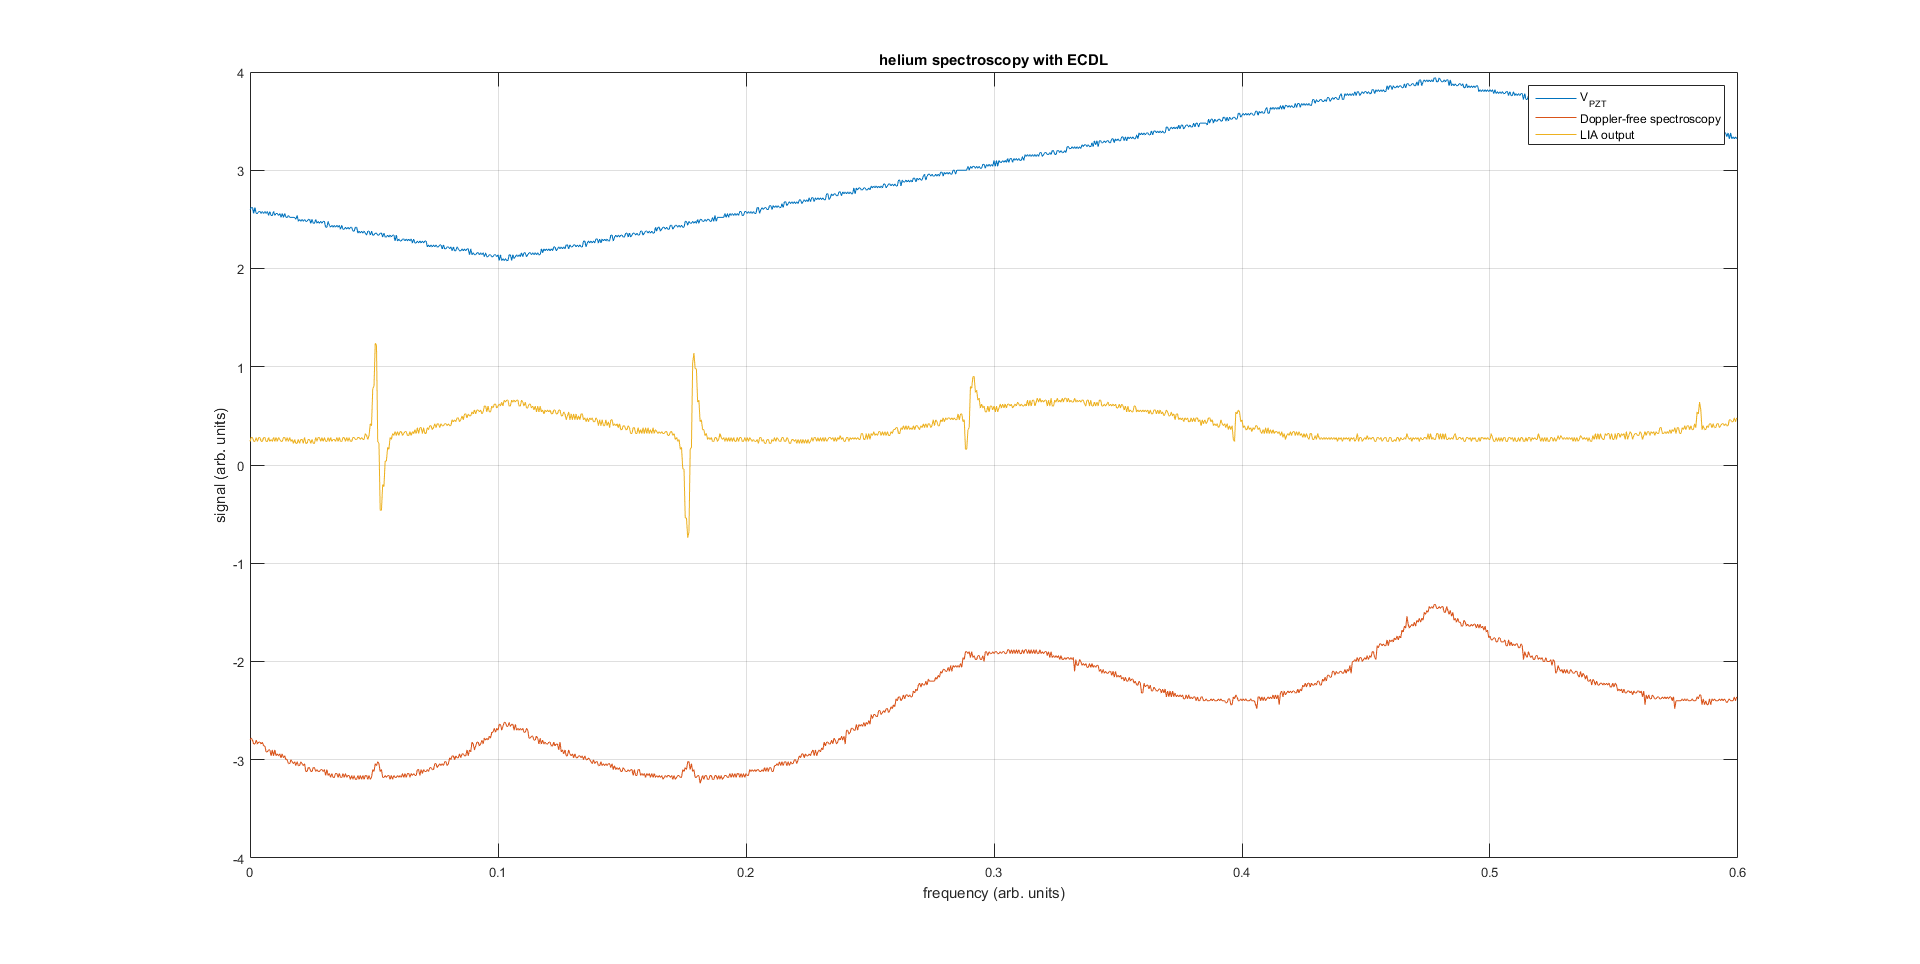 helium spectroscopy with ECDL
4
3
2
1
0
-1
-2
-3
-4
signal (arb. units)
V_PZT
Doppler-free spectroscopy
LIA output
0 0.1 0.2 0.3 0.4 0.5 0.6
frequency (arb. units)